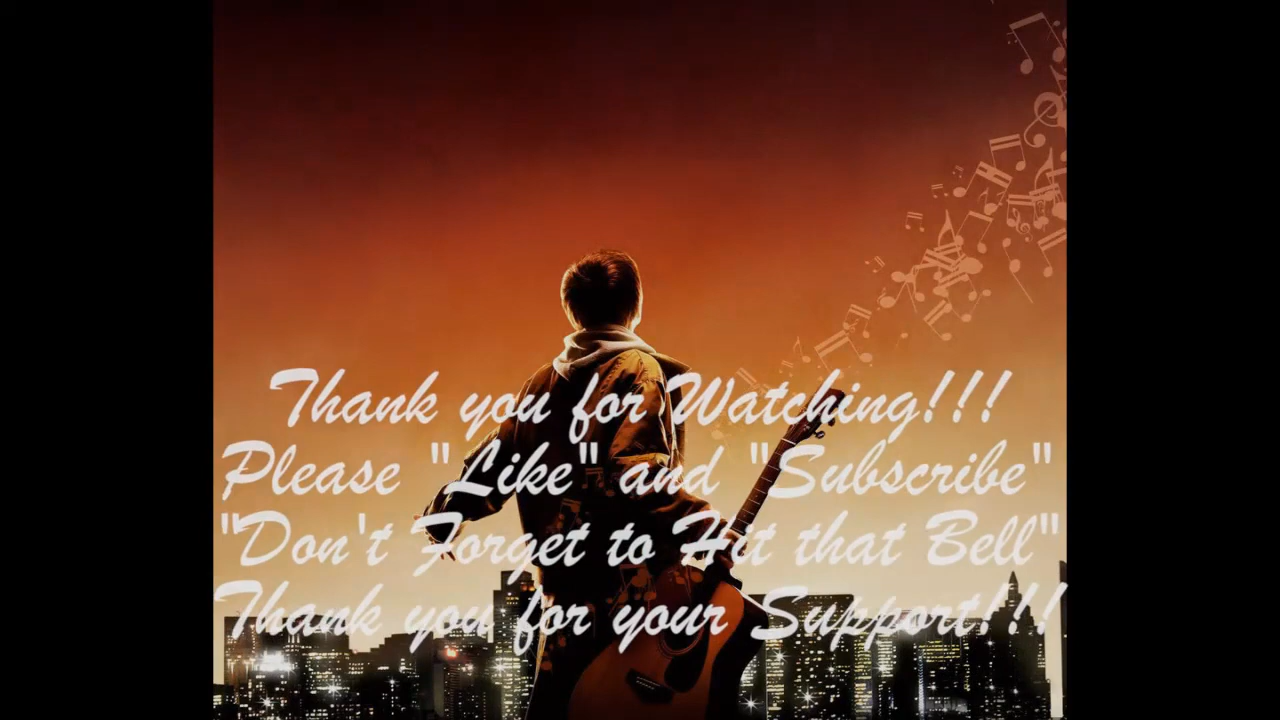 Thank you for Watching!!!
Please "Like" and "Subscribe"
"Don't Forget to Hit that Bell"
Thank you for your Support!!!